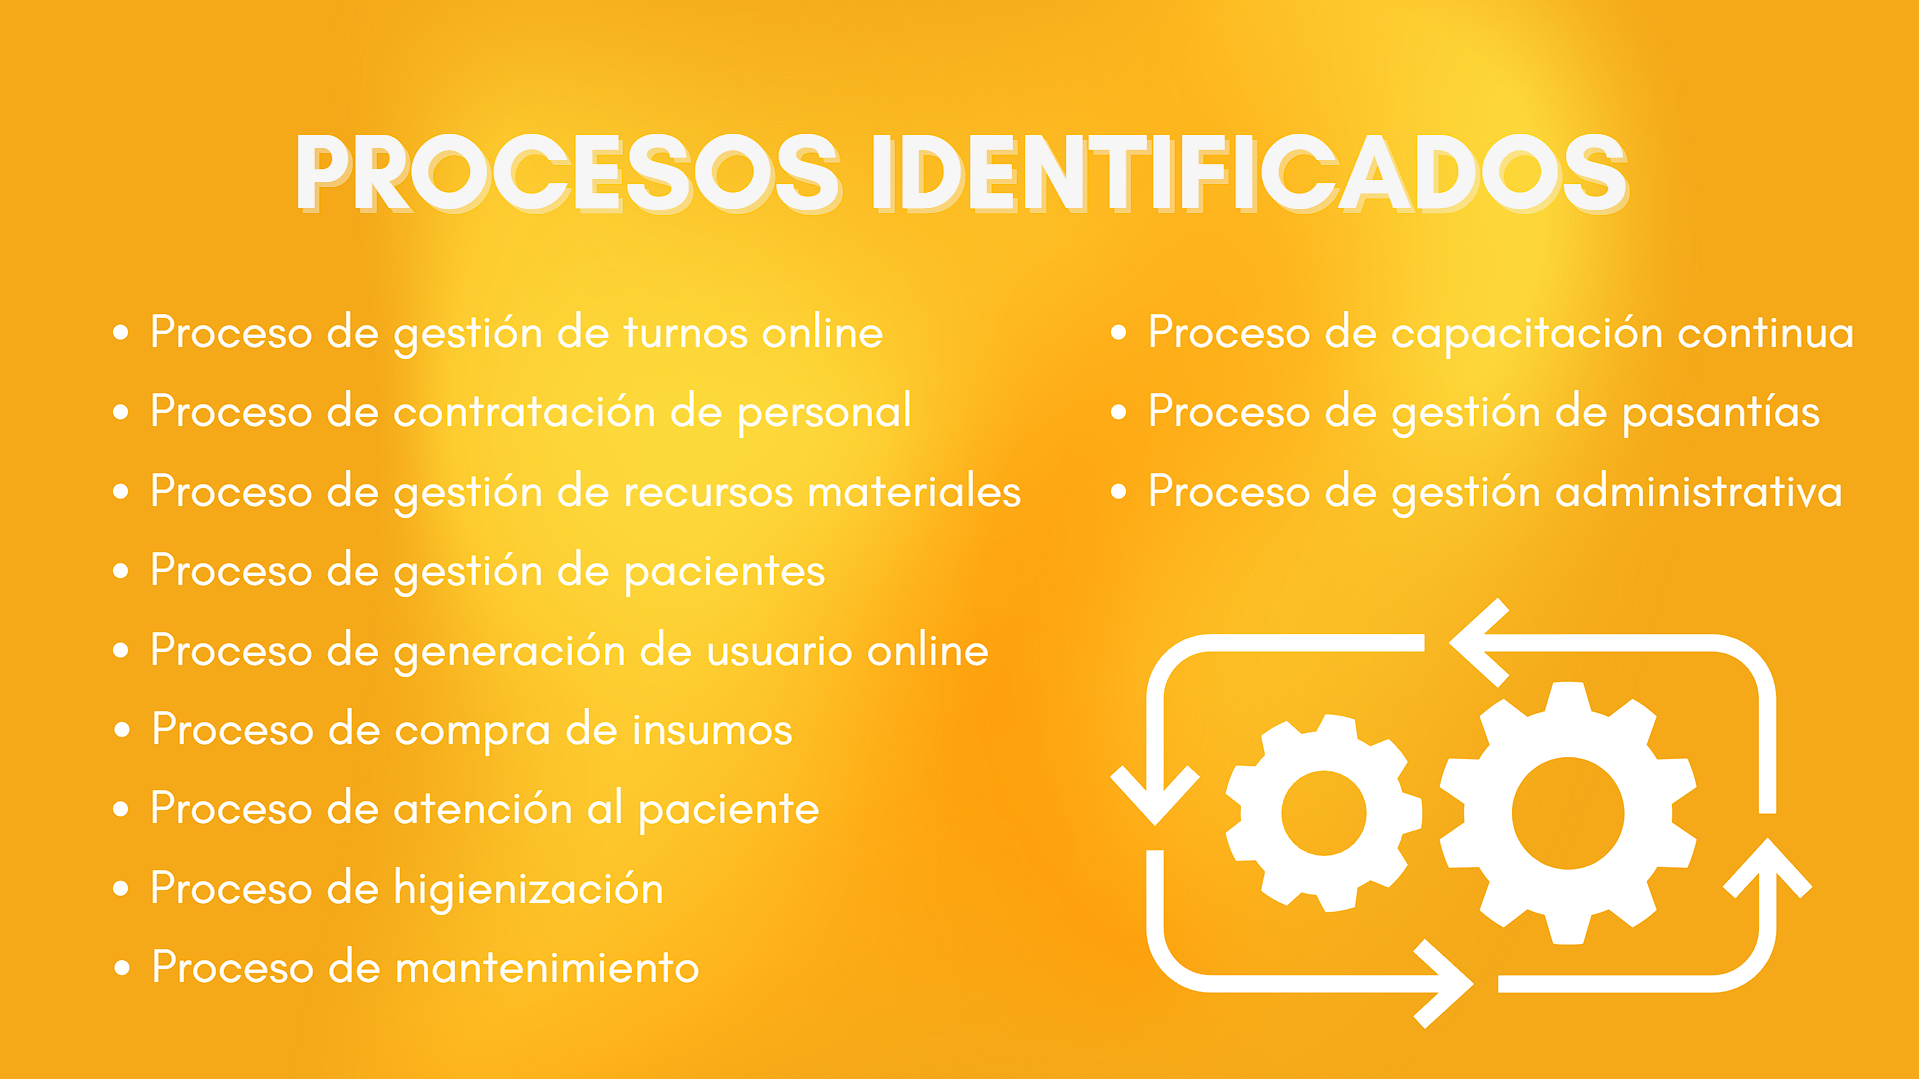 PROCESOS IDENTIFICADOS
• Proceso de gestión de turnos online
• Proceso de contratación de personal
• Proceso de gestión de recursos materiales
• Proceso de gestión de pacientes
• Proceso de generación de usuario online
• Proceso de compra de insumos
• Proceso de atención al paciente
• Proceso de higienización
• Proceso de mantenimiento
• Proceso de capacitación continua
• Proceso de gestión de pasantías
• Proceso de gestión administrativa